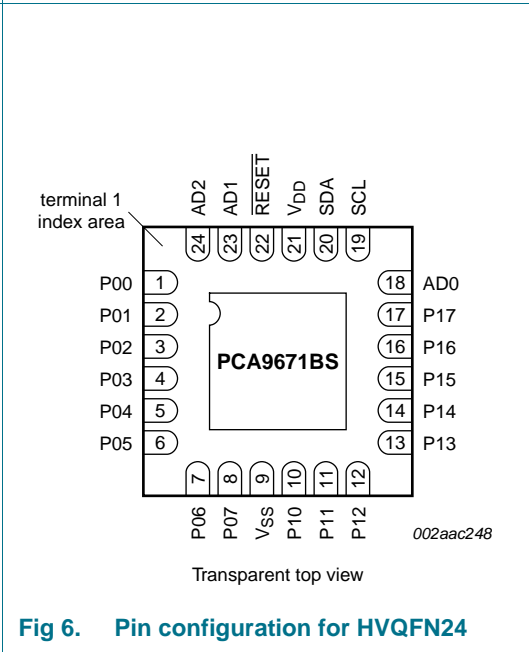 terminal 1
index area
AD2 AD1 RESET VDD SDA SCL
24 23 22 21 20 19
P00 1 18 AD0
P01 2 17 P17
P02 3 16 P16
P03 4 PCA9671BS 15 P15
P04 5 14 P14
P05 6 13 P13
7 8 9 10 11 12
P06 P07 VSS P10 P11 P12
002aac248
Transparent top view
Fig 6. Pin configuration for HVQFN24